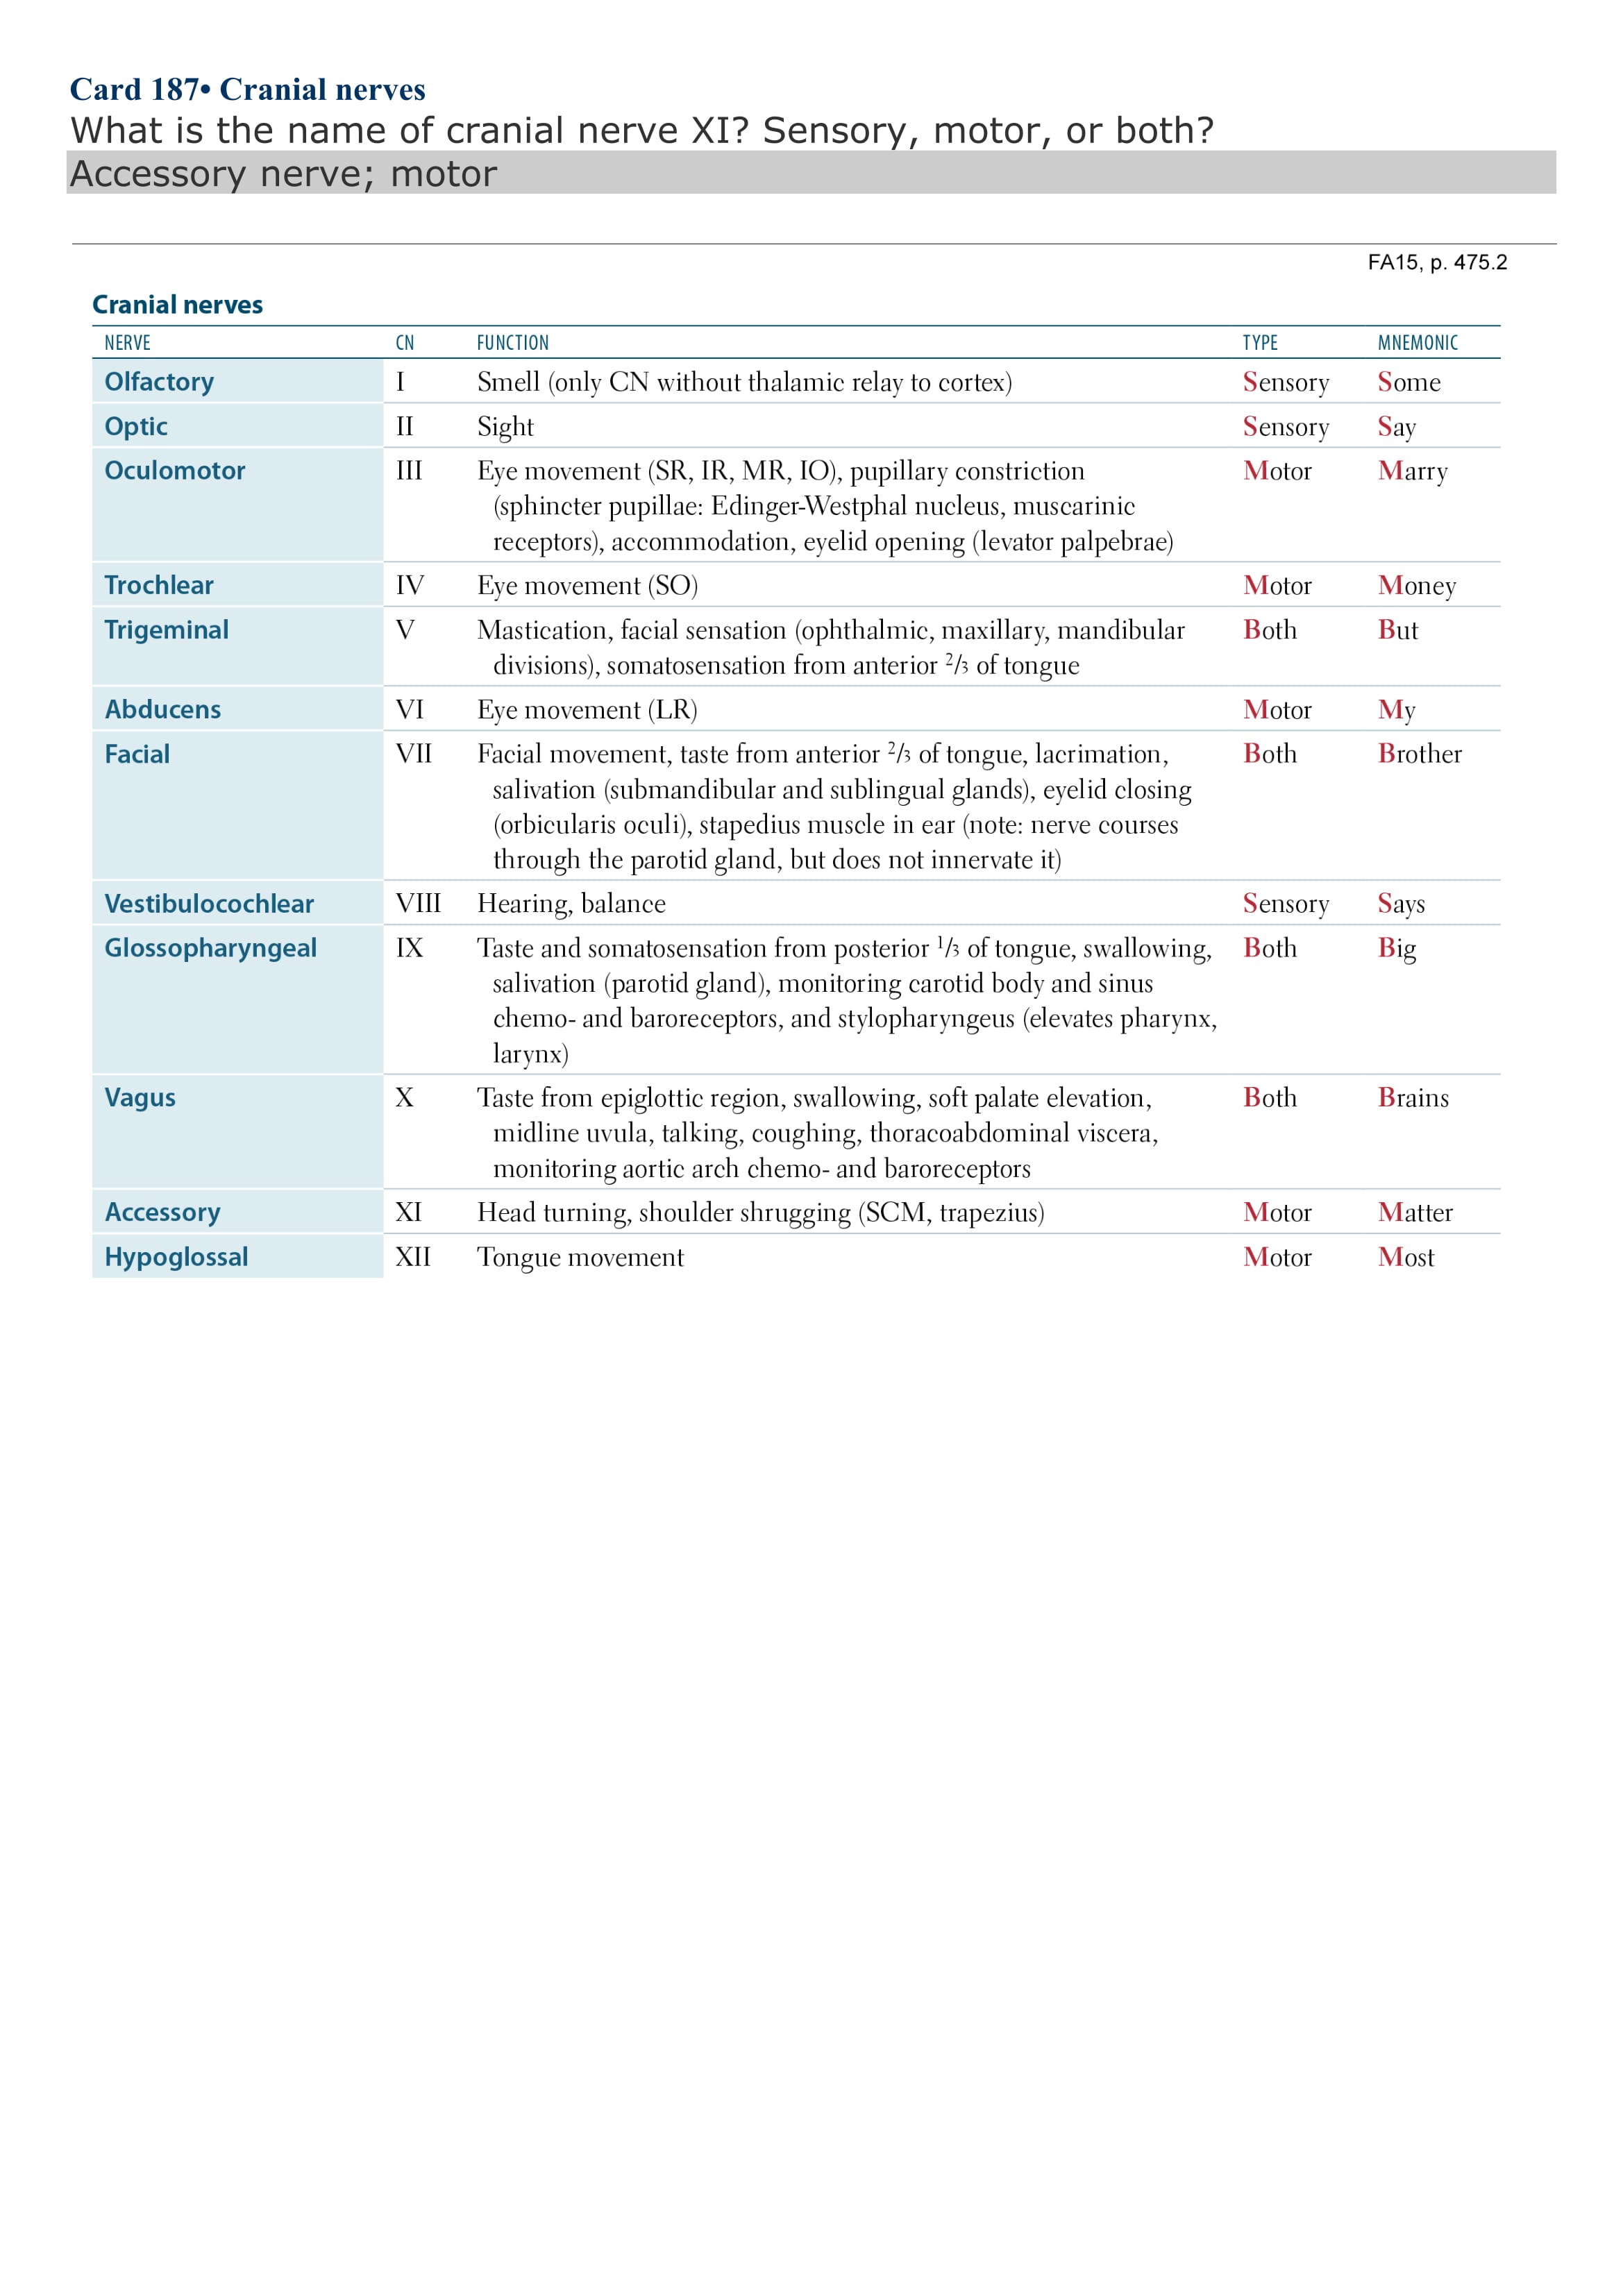 Card 187• Cranial nerves
What is the name of cranial nerve XI? Sensory, motor, or both?
Accessory nerve; motor
FA15, p. 475.2
Cranial nerves
NERVE CN FUNCTION TYPE MNEMONIC
Olfactory I Smell (only CN without thalamic relay to cortex) Sensory Some
Optic II Sight Sensory Say
Oculomotor III Eye movement (SR, IR, MR, IO), pupillary constriction Motor Marry
(sphincter pupillae: Edinger-Westphal nucleus, muscarinic
receptors), accommodation, eyelid opening (levator palpebrae)
Trochlear IV Eye movement (SO) Motor Money
Trigeminal V Mastication, facial sensation (ophthalmic, maxillary, mandibular Both But
divisions), somatosensation from anterior 2/3 of tongue
Abducens VI Eye movement (LR) Motor My
Facial VII Facial movement, taste from anterior 2/3 of tongue, lacrimation, Both Brother
salivation (submandibular and sublingual glands), eyelid closing
(orbicularis oculi), stapedius muscle in ear (note: nerve courses
through the parotid gland, but does not innervate it)
Vestibulocochlear VIII Hearing, balance Sensory Says
Glossopharyngeal IX Taste and somatosensation from posterior 1/3 of tongue, swallowing, Both Big
salivation (parotid gland), monitoring carotid body and sinus
chemo- and baroreceptors, and stylopharyngeus (elevates pharynx,
larynx)
Vagus X Taste from epiglottic region, swallowing, soft palate elevation, Both Brains
midline uvula, talking, coughing, thoracoabdominal viscera,
monitoring aortic arch chemo- and baroreceptors
Accessory XI Head turning, shoulder shrugging (SCM, trapezius) Motor Matter
Hypoglossal XII Tongue movement Motor Most